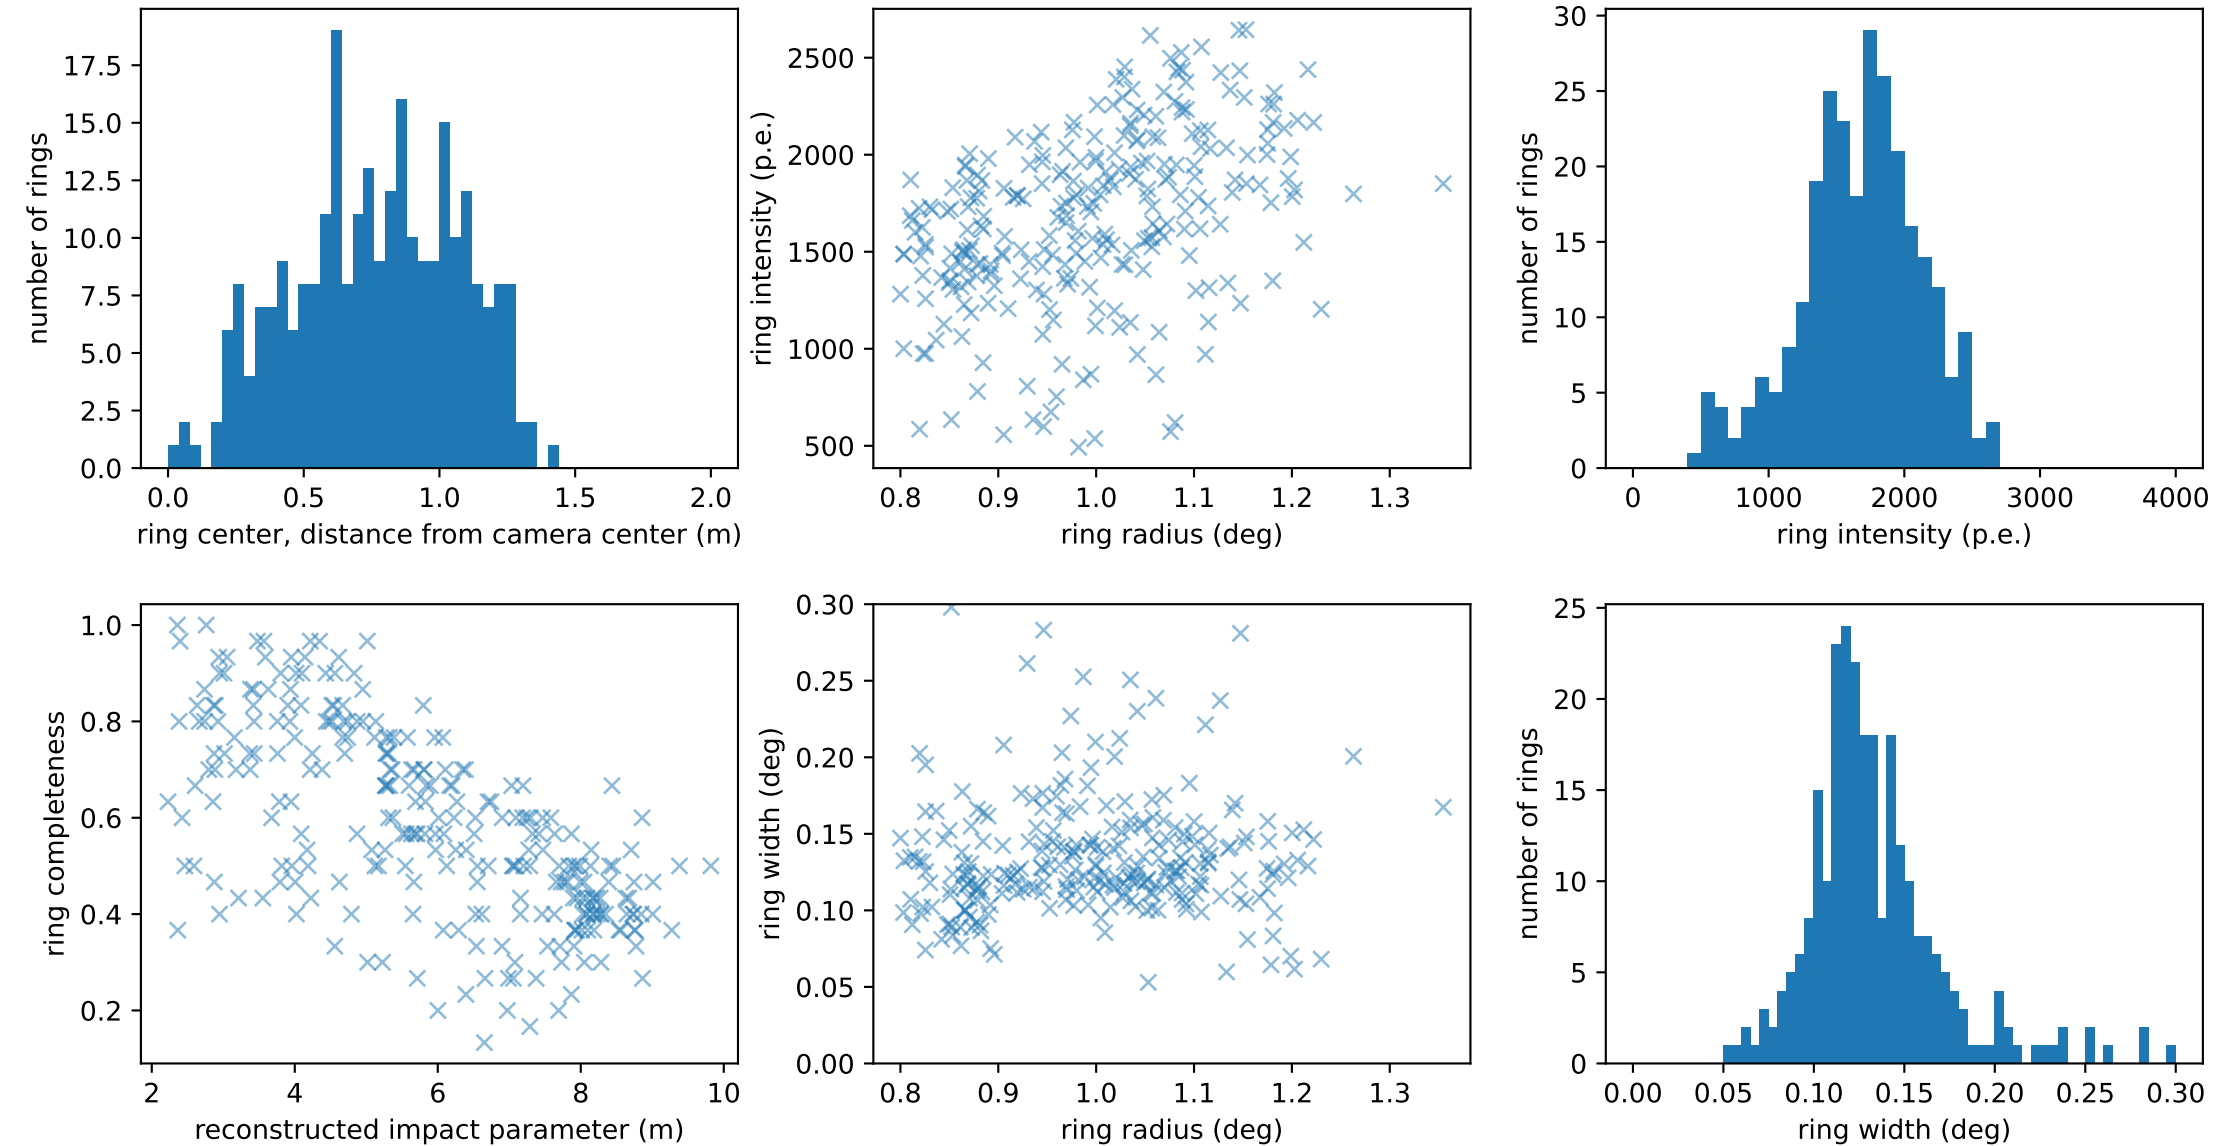 number of rings
17.5
15.0
12.5
10.0
7.5
5.0
2.5
0.0
0.0 0.5 1.0 1.5 2.0
ring center, distance from camera center (m)
ring intensity (p.e.)
2500
2000
1500
1000
500
0.8 0.9 1.0 1.1 1.2 1.3
ring radius (deg)
number of rings
30
25
20
15
10
5
0
0 1000 2000 3000 4000
ring intensity (p.e.)
ring completeness
1.0
0.8
0.6
0.4
0.2
2 4 6 8 10
reconstructed impact parameter (m)
ring width (deg)
0.30
0.25
0.20
0.15
0.10
0.05
0.00
0.8 0.9 1.0 1.1 1.2 1.3
ring radius (deg)
number of rings
25
20
15
10
5
0
0.00 0.05 0.10 0.15 0.20 0.25 0.30
ring width (deg)